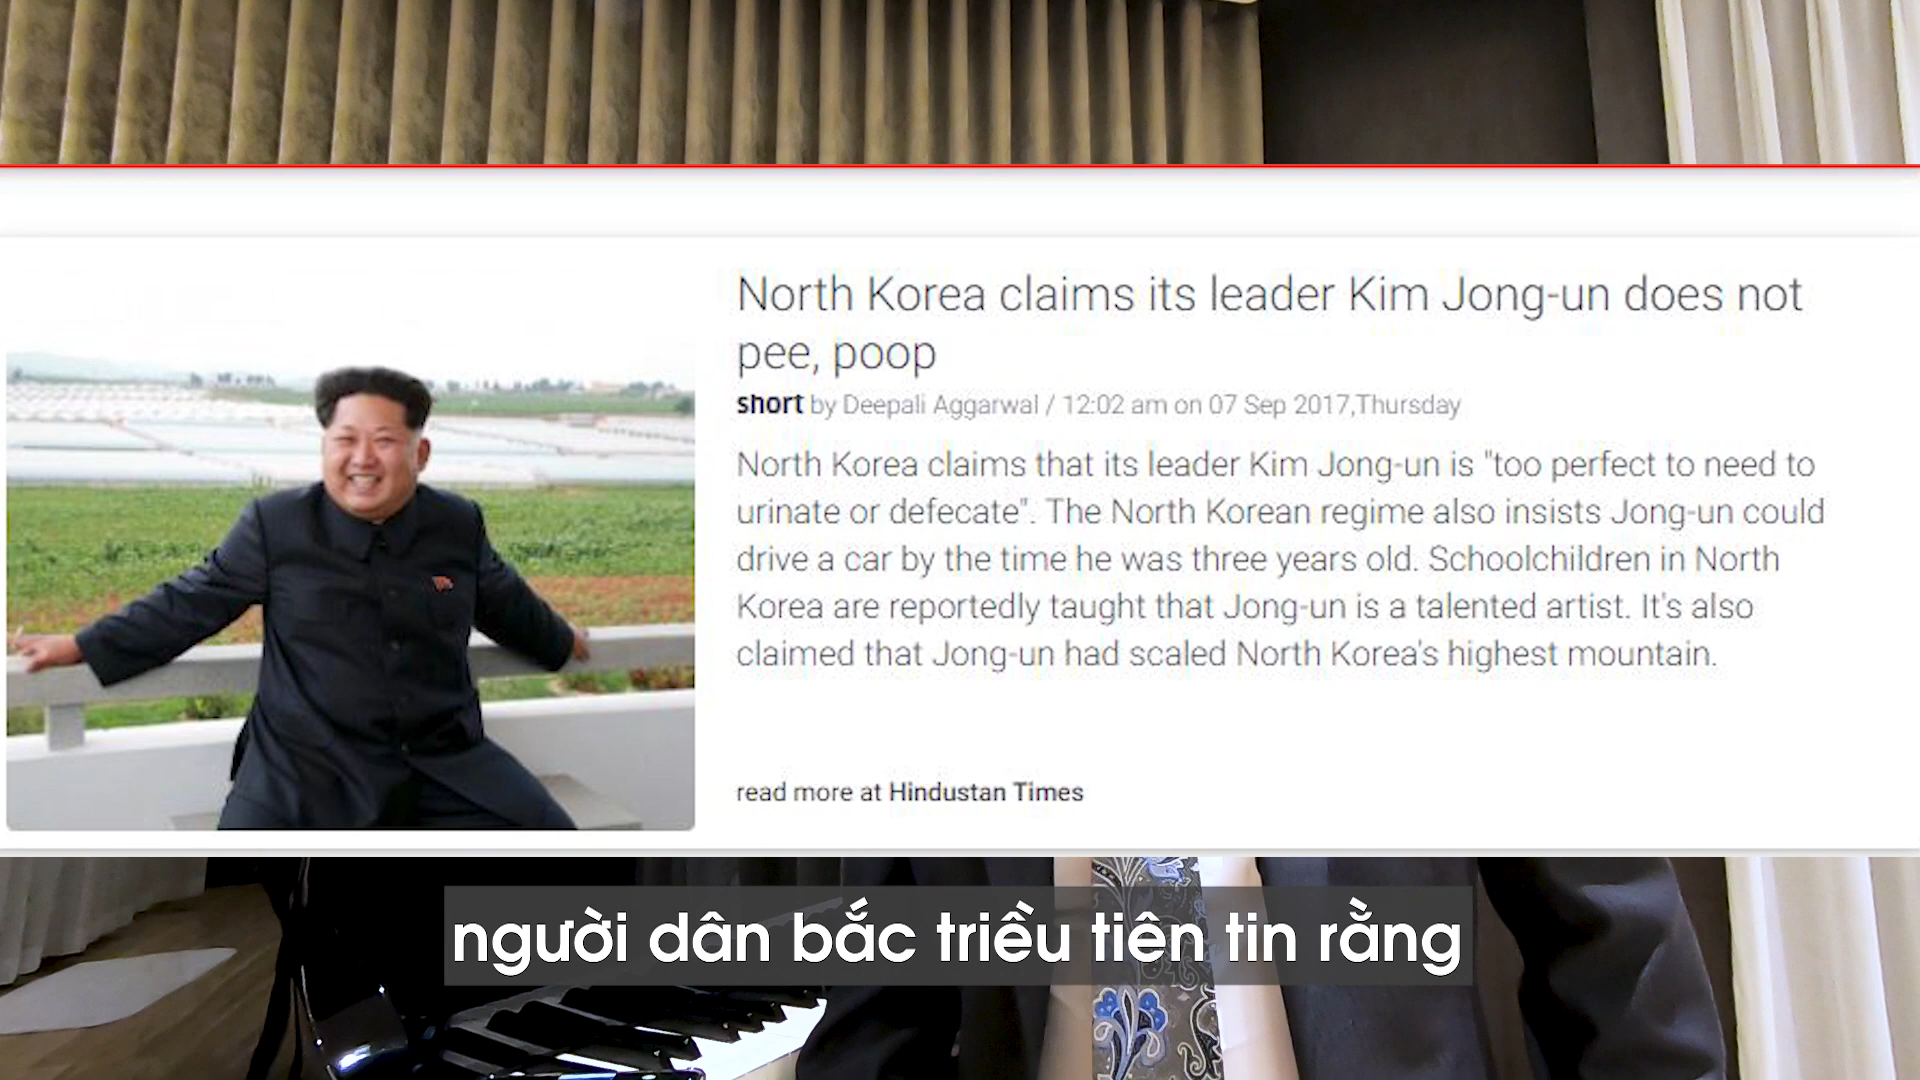 North Korea claims its leader Kim Jong-un does not
pee, poop
short by Deepali Aggarwal / 12:02 am on 07 Sep 2017,Thursday
North Korea claims that its leader Kim Jong-un is "too perfect to need to
urinate or defecate". The North Korean regime also insists Jong-un could
drive a car by the time he was three years old. Schoolchildren in North
Korea are reportedly taught that Jong-un is a talented artist. It's also
claimed that Jong-un had scaled North Korea's highest mountain.
read more at Hindustan Times
người dân bắc triều tiên tin rằng